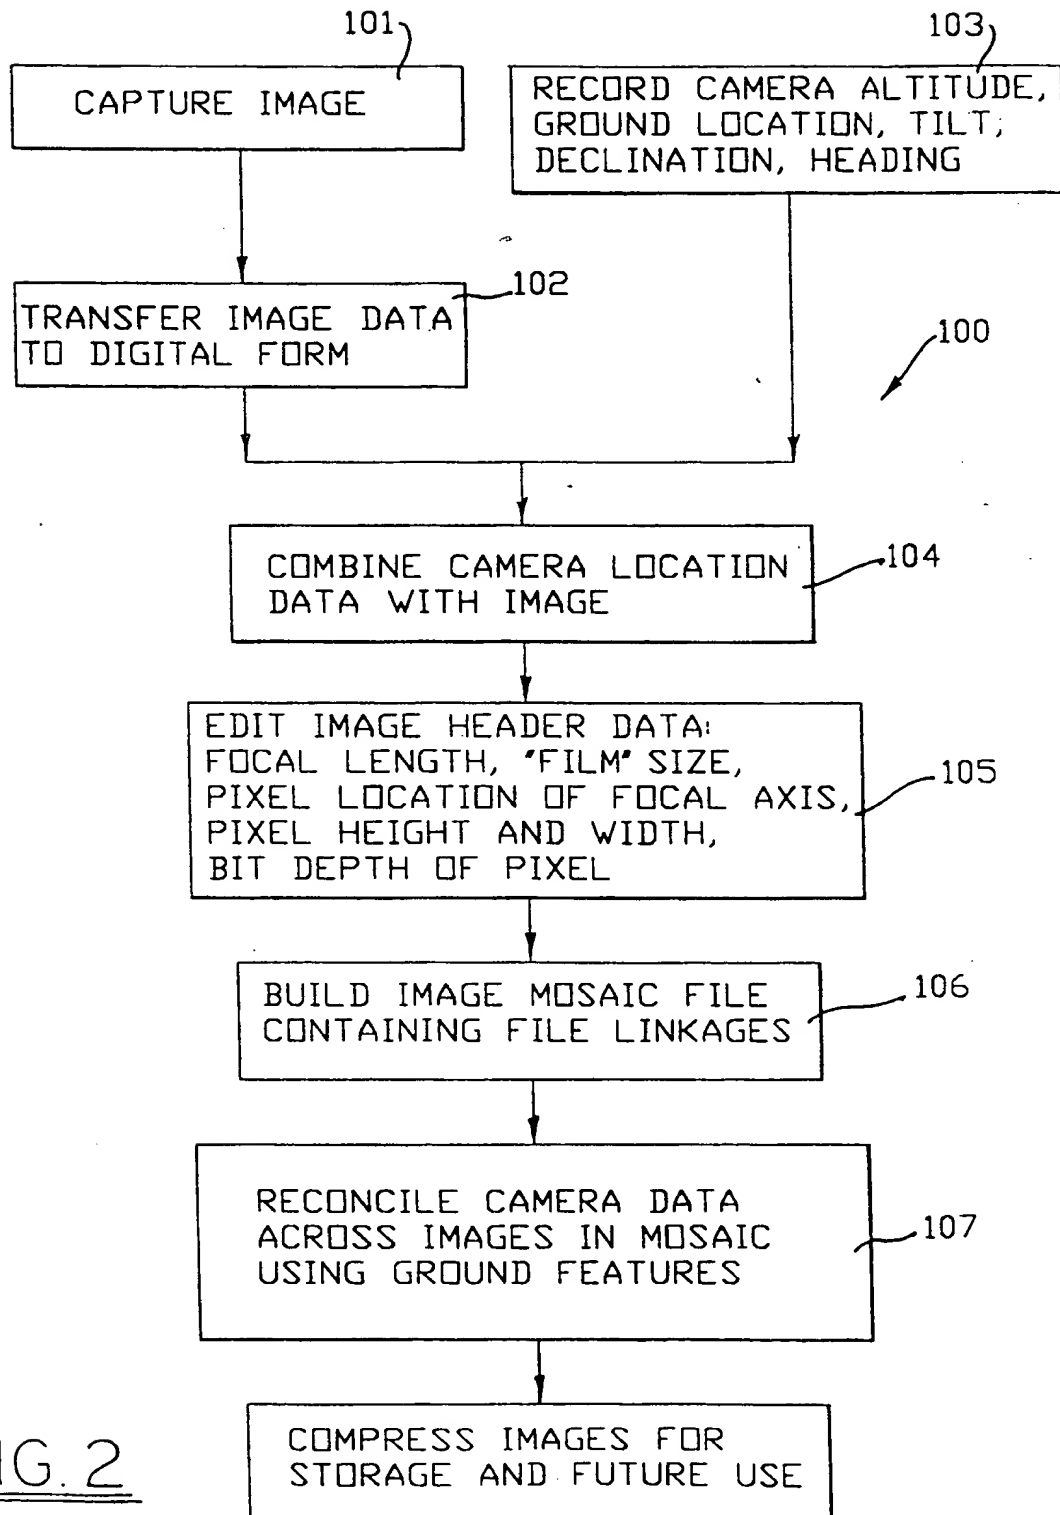 101
CAPTURE IMAGE
103
RECORD CAMERA ALTITUDE,
GROUND LOCATION, TILT,
DECLINATION, HEADING
102
TRANSFER IMAGE DATA
TO DIGITAL FORM
100
104
COMBINE CAMERA LOCATION
DATA WITH IMAGE
105
EDIT IMAGE HEADER DATA:
FOCAL LENGTH, "FILM" SIZE,
PIXEL LOCATION OF FOCAL AXIS,
PIXEL HEIGHT AND WIDTH,
BIT DEPTH OF PIXEL
106
BUILD IMAGE MOSAIC FILE
CONTAINING FILE LINKAGES
107
RECONCILE CAMERA DATA
ACROSS IMAGES IN MOSAIC
USING GROUND FEATURES
COMPRESS IMAGES FOR
STORAGE AND FUTURE USE
IG. 2